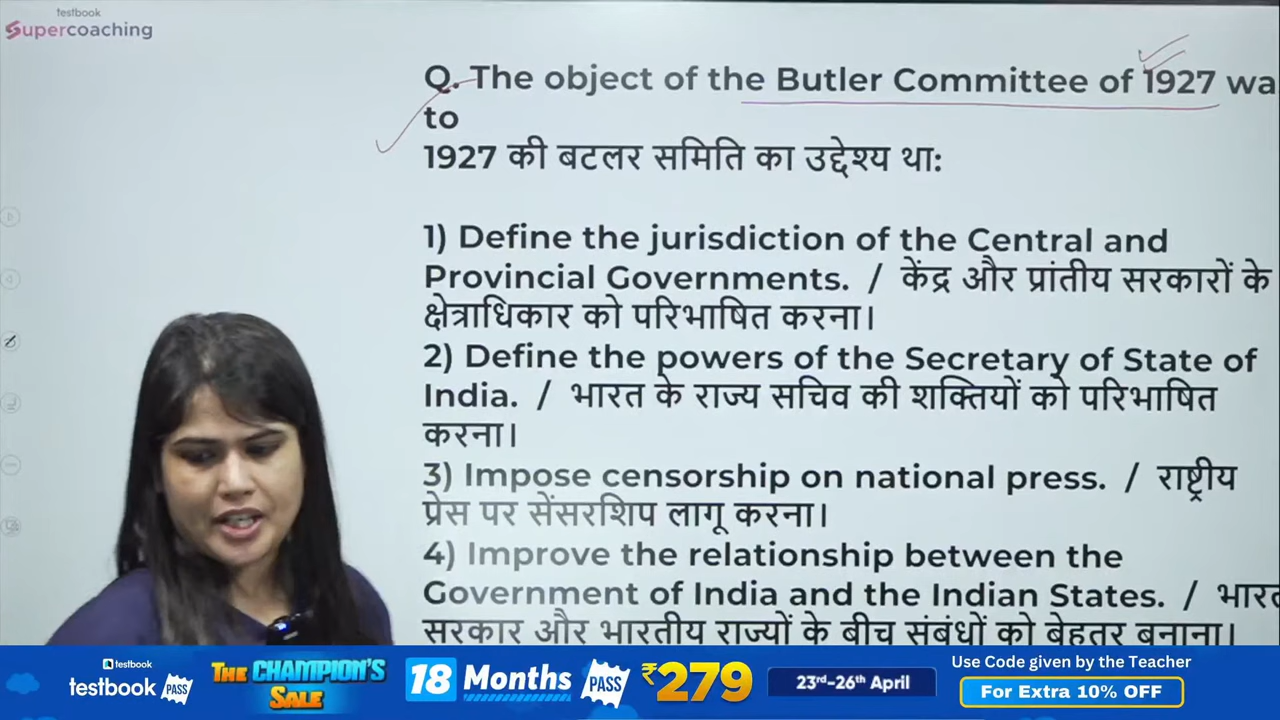 testbook
Supercoaching
Q. The object of the Butler Committee of 1927 wa
to
1927 की बटलर समिति का उद्देश्य था:
1) Define the jurisdiction of the Central and
Provincial Governments. / केंद्र और प्रांतीय सरकारों के
क्षेत्राधिकार को परिभाषित करना।
2) Define the powers of the Secretary of State of
India. / भारत के राज्य सचिव की शक्तियों को परिभाषित
करना।
3) Impose censorship on national press. / राष्ट्रीय
प्रेस पर सेंसरशिप लागू करना।
4) Improve the relationship between the
Government of India and the Indian States. / भारत
सरकार और भारतीय राज्यों के बीच संबंधों को बेहतर बनाना।
testbook
testbook PASS
THE CHAMPION'S
SALE
18 Months PASS ₹279
23rd-26th April
Use Code given by the Teacher
For Extra 10% OFF